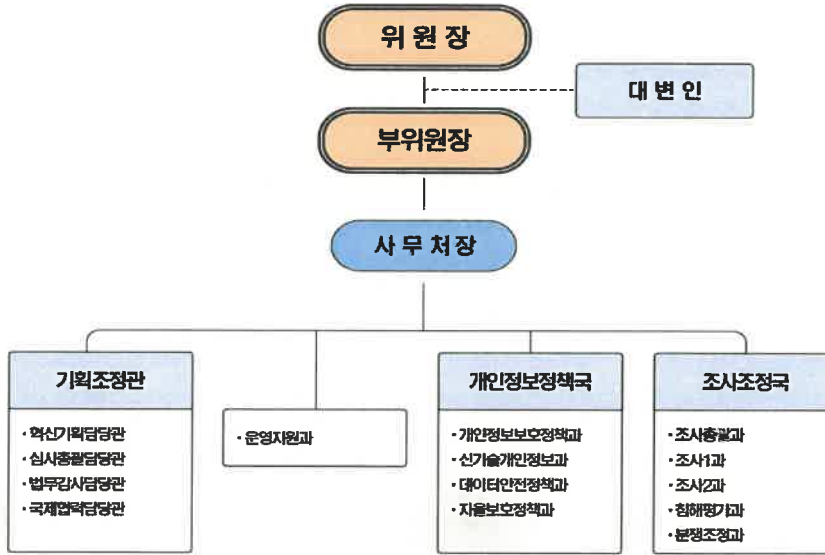 위 원 장
대 변 인
부위원장
사 무 처 장
기획조정관
· 혁신기획담당관
· 심사총괄담당관
· 법무감사담당관
· 국제협력담당관
· 운영지원과
개인정보정책국
· 개인정보보호정책과
· 신기술개인정보과
· 데이터안전정책과
· 자율보호정책과
조사조정국
· 조사총괄과
· 조사1과
· 조사2과
· 침해평가과
· 분쟁조정과